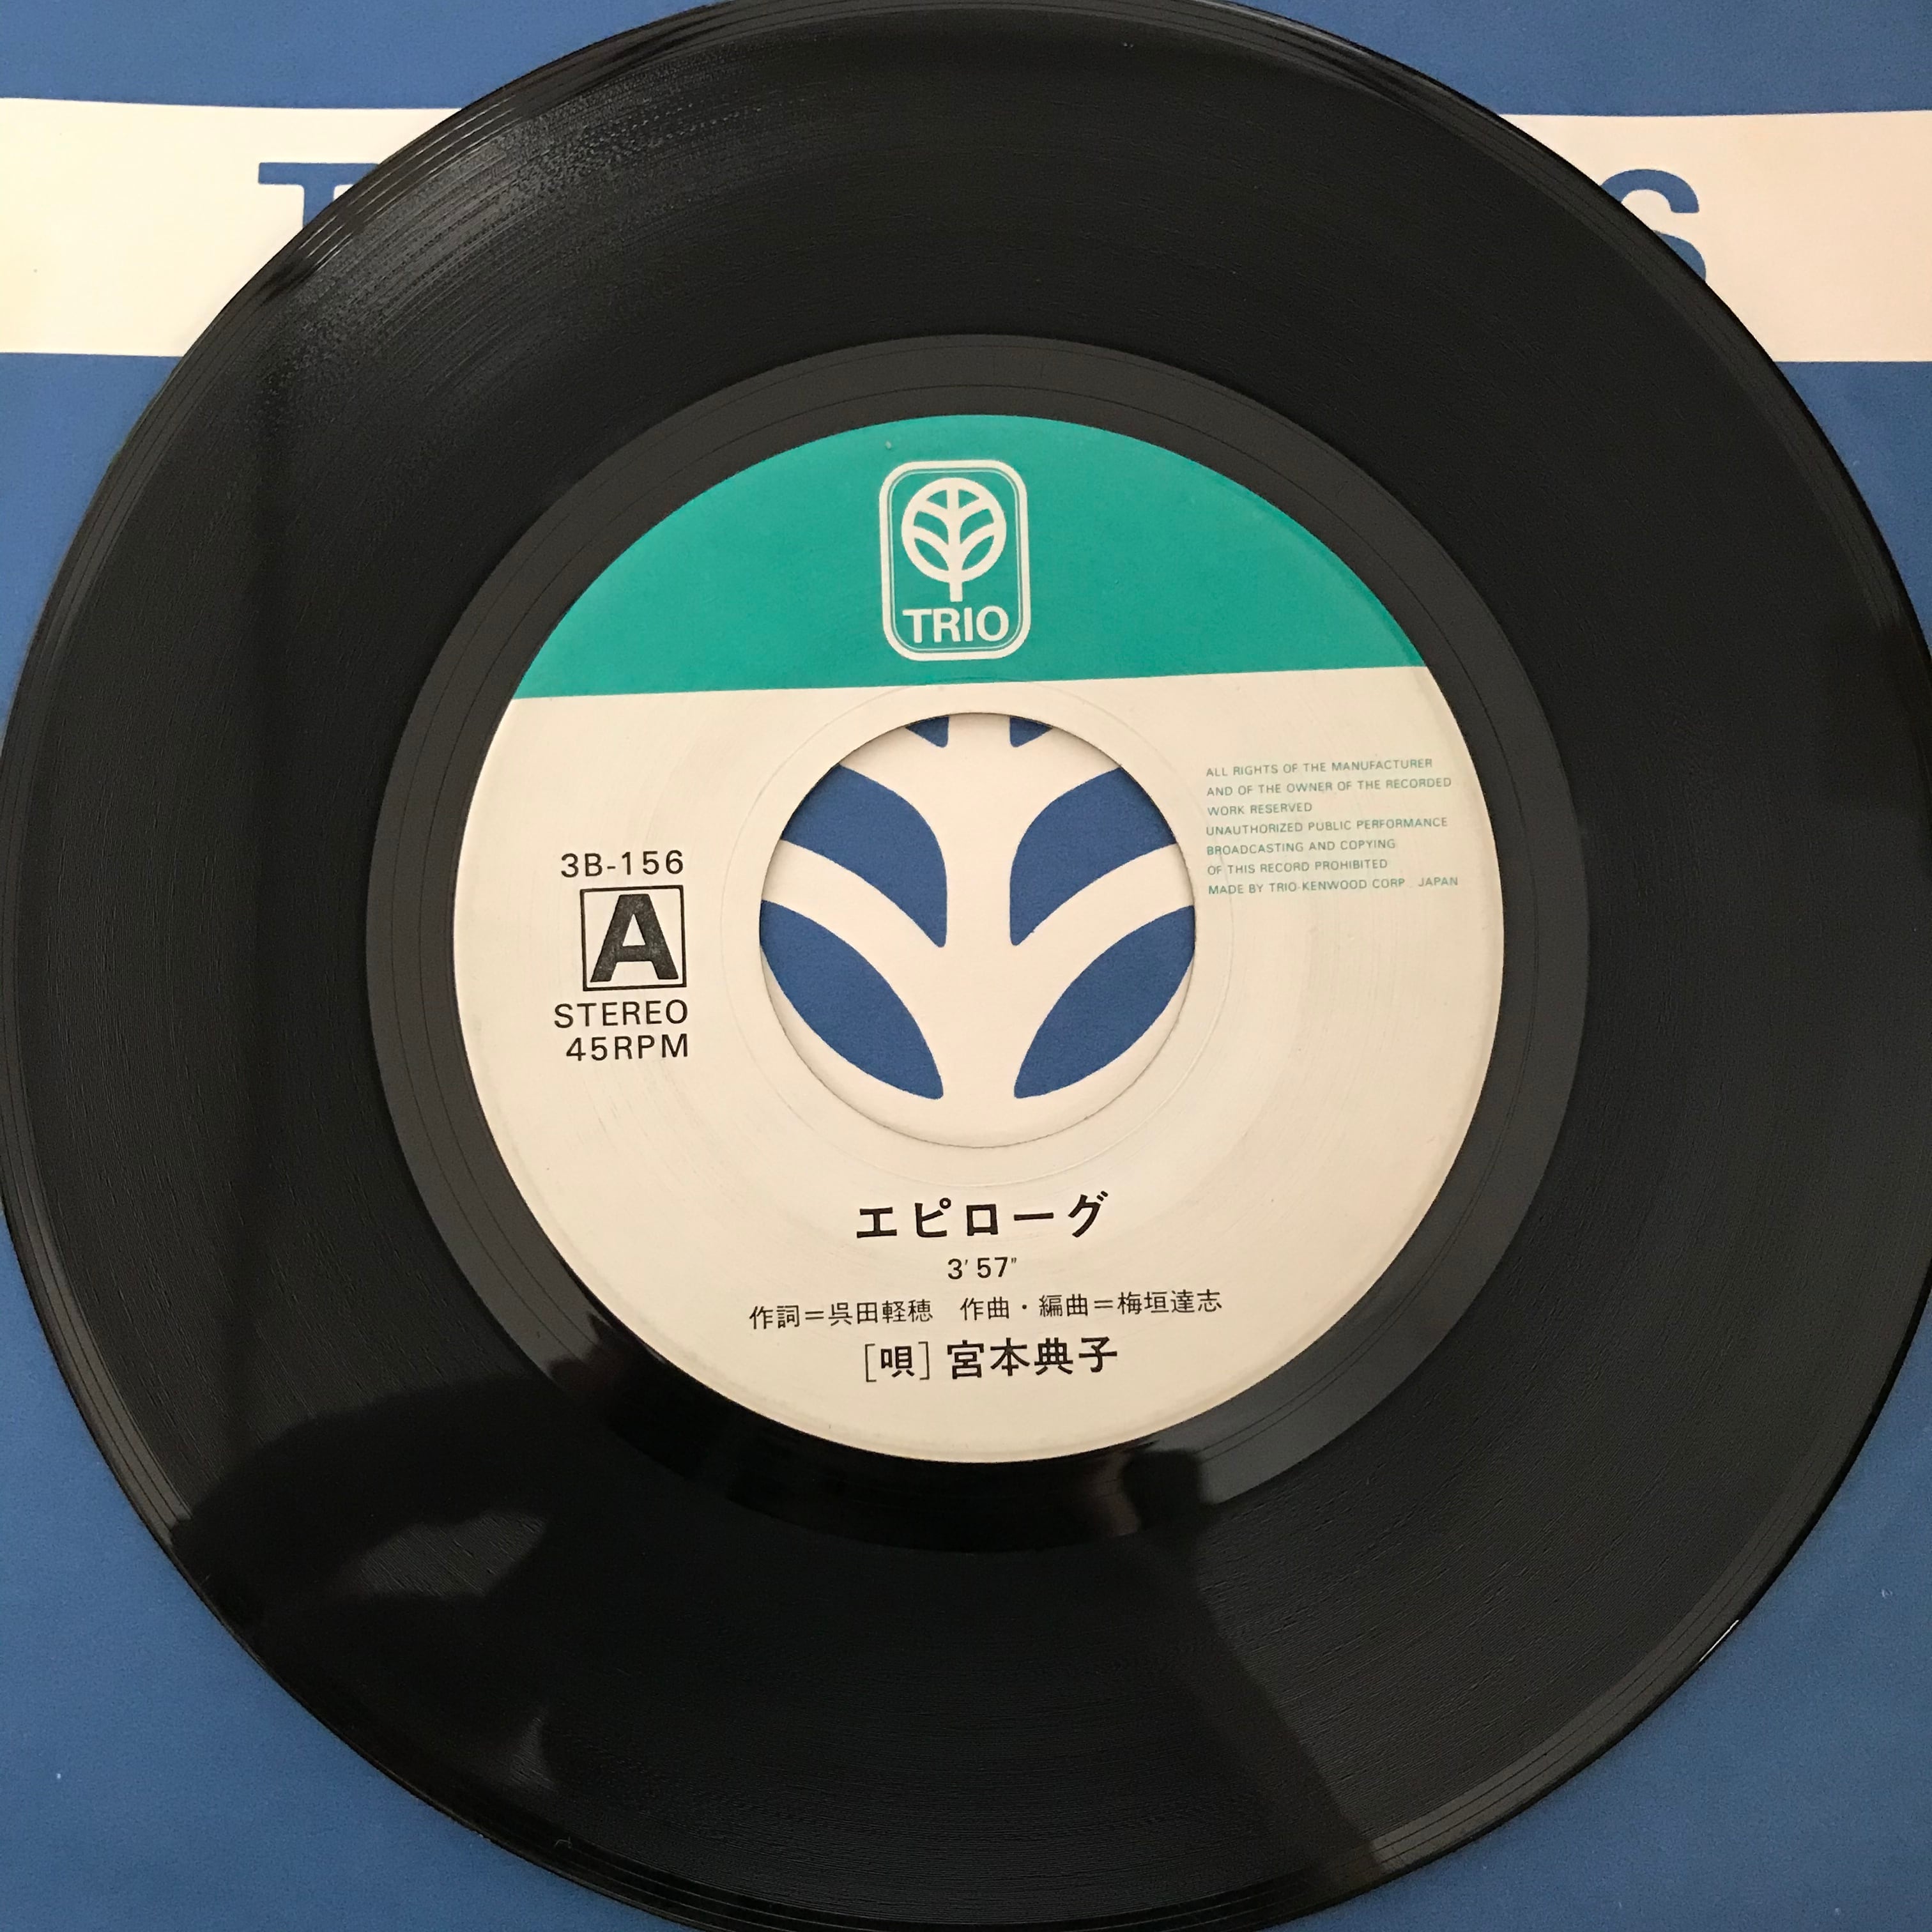 T S
TRIO
ALL RIGHTS OF THE MANUFACTURER
AND OF THE OWNER OF THE RECORDED
WORK RESERVED
UNAUTHORIZED PUBLIC PERFORMANCE
BROADCASTING AND COPYING
OF THIS RECORD PROHIBITED
MADE BY TRIO-KENWOOD CORP. JAPAN
3B-156
A
STEREO
45RPM
エピローグ
3′57″
作詞=呉田軽穂 作曲・編曲=梅垣達志
[唄]宮本典子